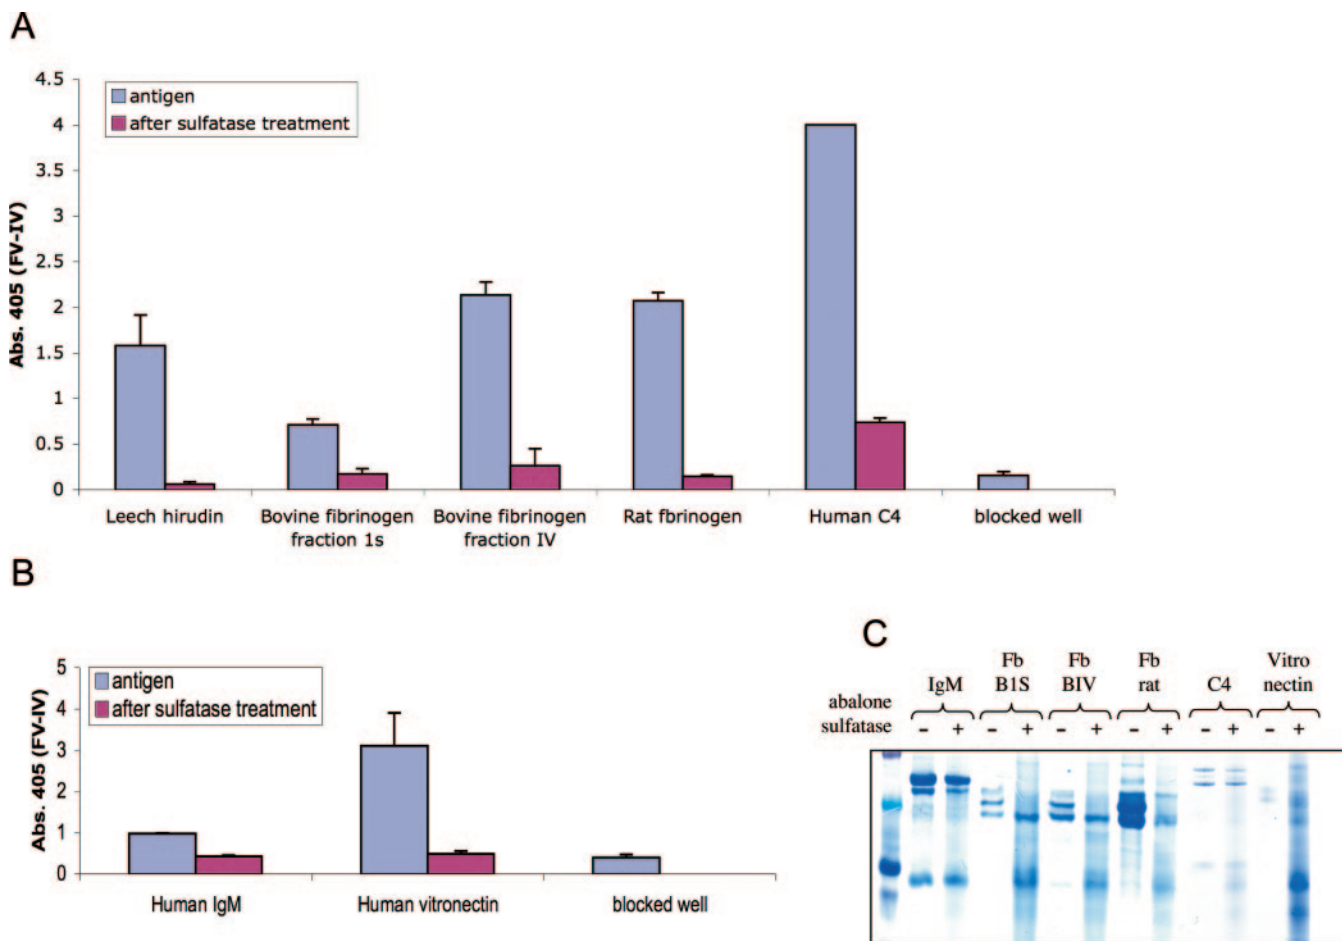 A
4.5
4
3.5
3
2.5
2
1.5
1
0.5
0
Abs. 405 (FV-IV)
antigen
after sulfatase treatment
Leech hirudin
Bovine fibrinogen
fraction 1s
Bovine fibrinogen
fraction IV
Rat fbrinogen
Human C4
blocked well
B
5
4
3
2
1
0
Abs. 405 (FV-IV)
antigen
after sulfatase treatment
Human IgM
Human vitronectin
blocked well
C
Fb Fb Fb Vitro
IgM B1S BIV rat C4 nectin
abalone
sulfatase - + - + - + - + - + - +